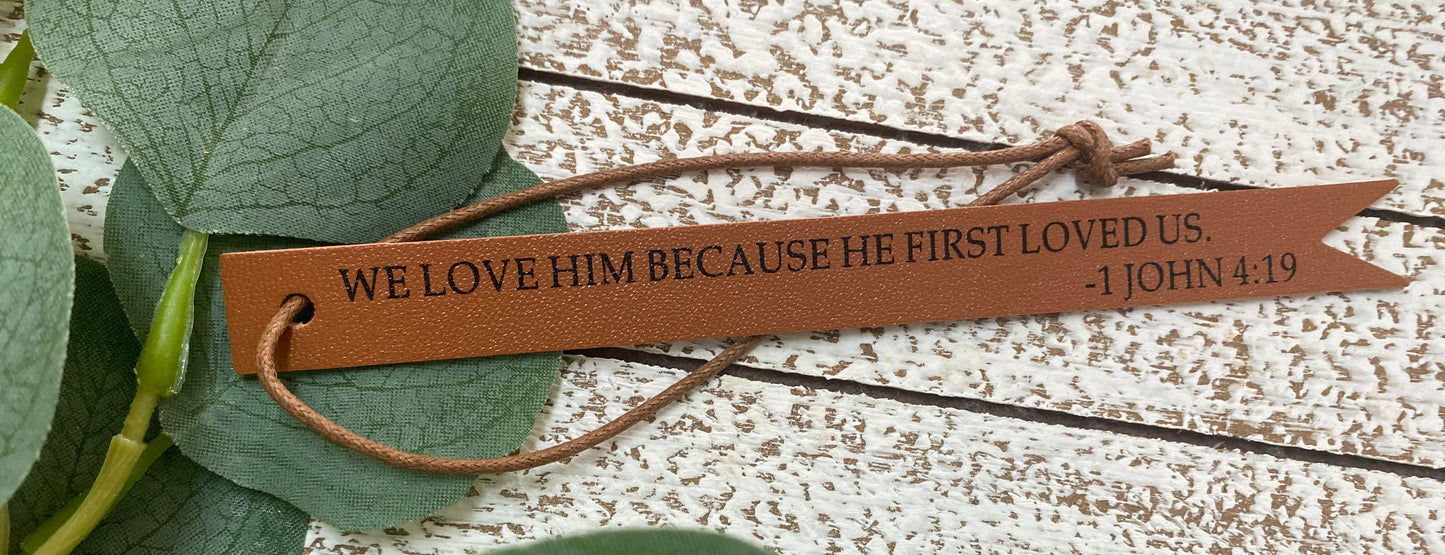 WE LOVE HIM BECAUSE HE FIRST LOVED US.
-1 JOHN 4:19